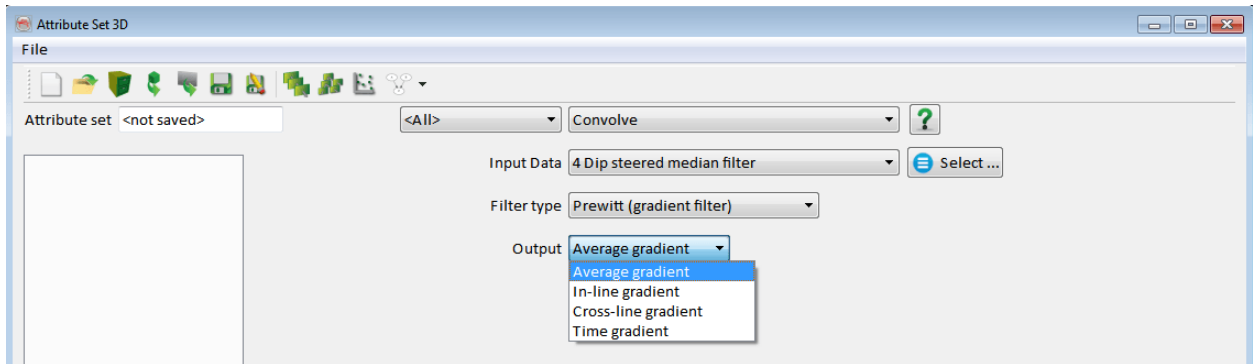 Attribute Set 3D
File
Attribute set <not saved> <All> Convolve ?
Input Data 4 Dip steered median filter Select ...
Filter type Prewitt (gradient filter)
Output Average gradient
Average gradient
In-line gradient
Cross-line gradient
Time gradient